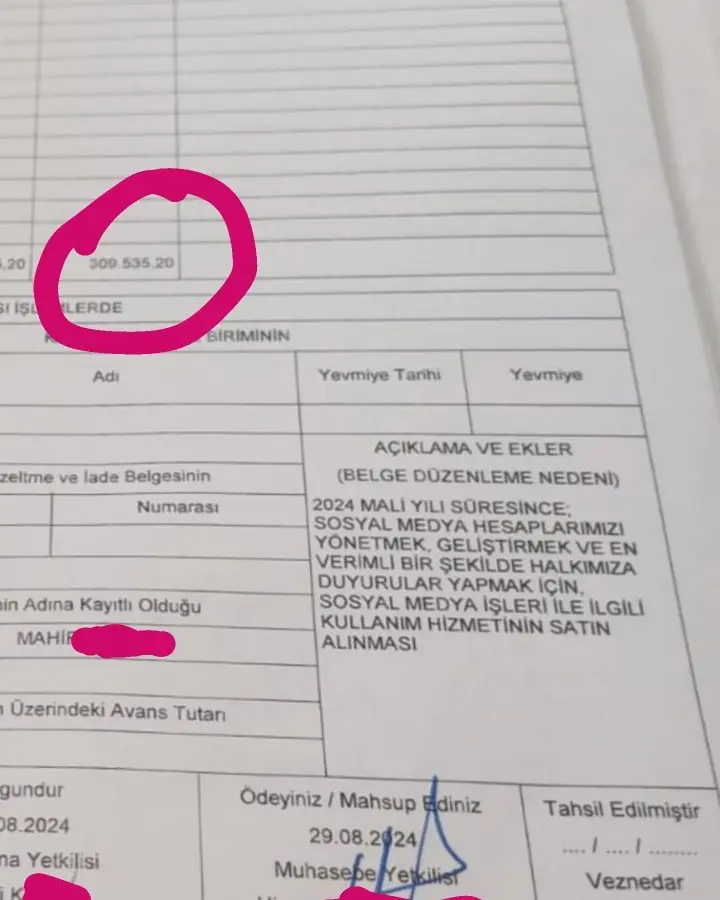 ,20
309.535.20
Sİ İŞLEMLERDE
BİRİMİNİN
Adı
Yevmiye Tarihi
Yevmiye
AÇIKLAMA VE EKLER
(BELGE DÜZENLEME NEDENİ)
zeltme ve İade Belgesinin
Numarası
2024 MALİ YILI SÜRESİNCE;
SOSYAL MEDYA HESAPLARIMIZI
YÖNETMEK, GELİŞTİRMEK VE EN
VERİMLİ BİR ŞEKİLDE HALKIMIZA
DUYURULAR YAPMAK İÇİN,
SOSYAL MEDYA İŞLERİ İLE İLGİLİ
KULLANIM HİZMETİNİN SATIN
ALINMASI
in Adına Kayıtlı Olduğu
MAHİR
n Üzerindeki Avans Tutarı
gundur
08.2024
na Yetkilisi
Ödeyiniz / Mahsup Ediniz
29.08.2024
Muhasebe Yetkilisi
Tahsil Edilmiştir
.... / .... / ........
Veznedar